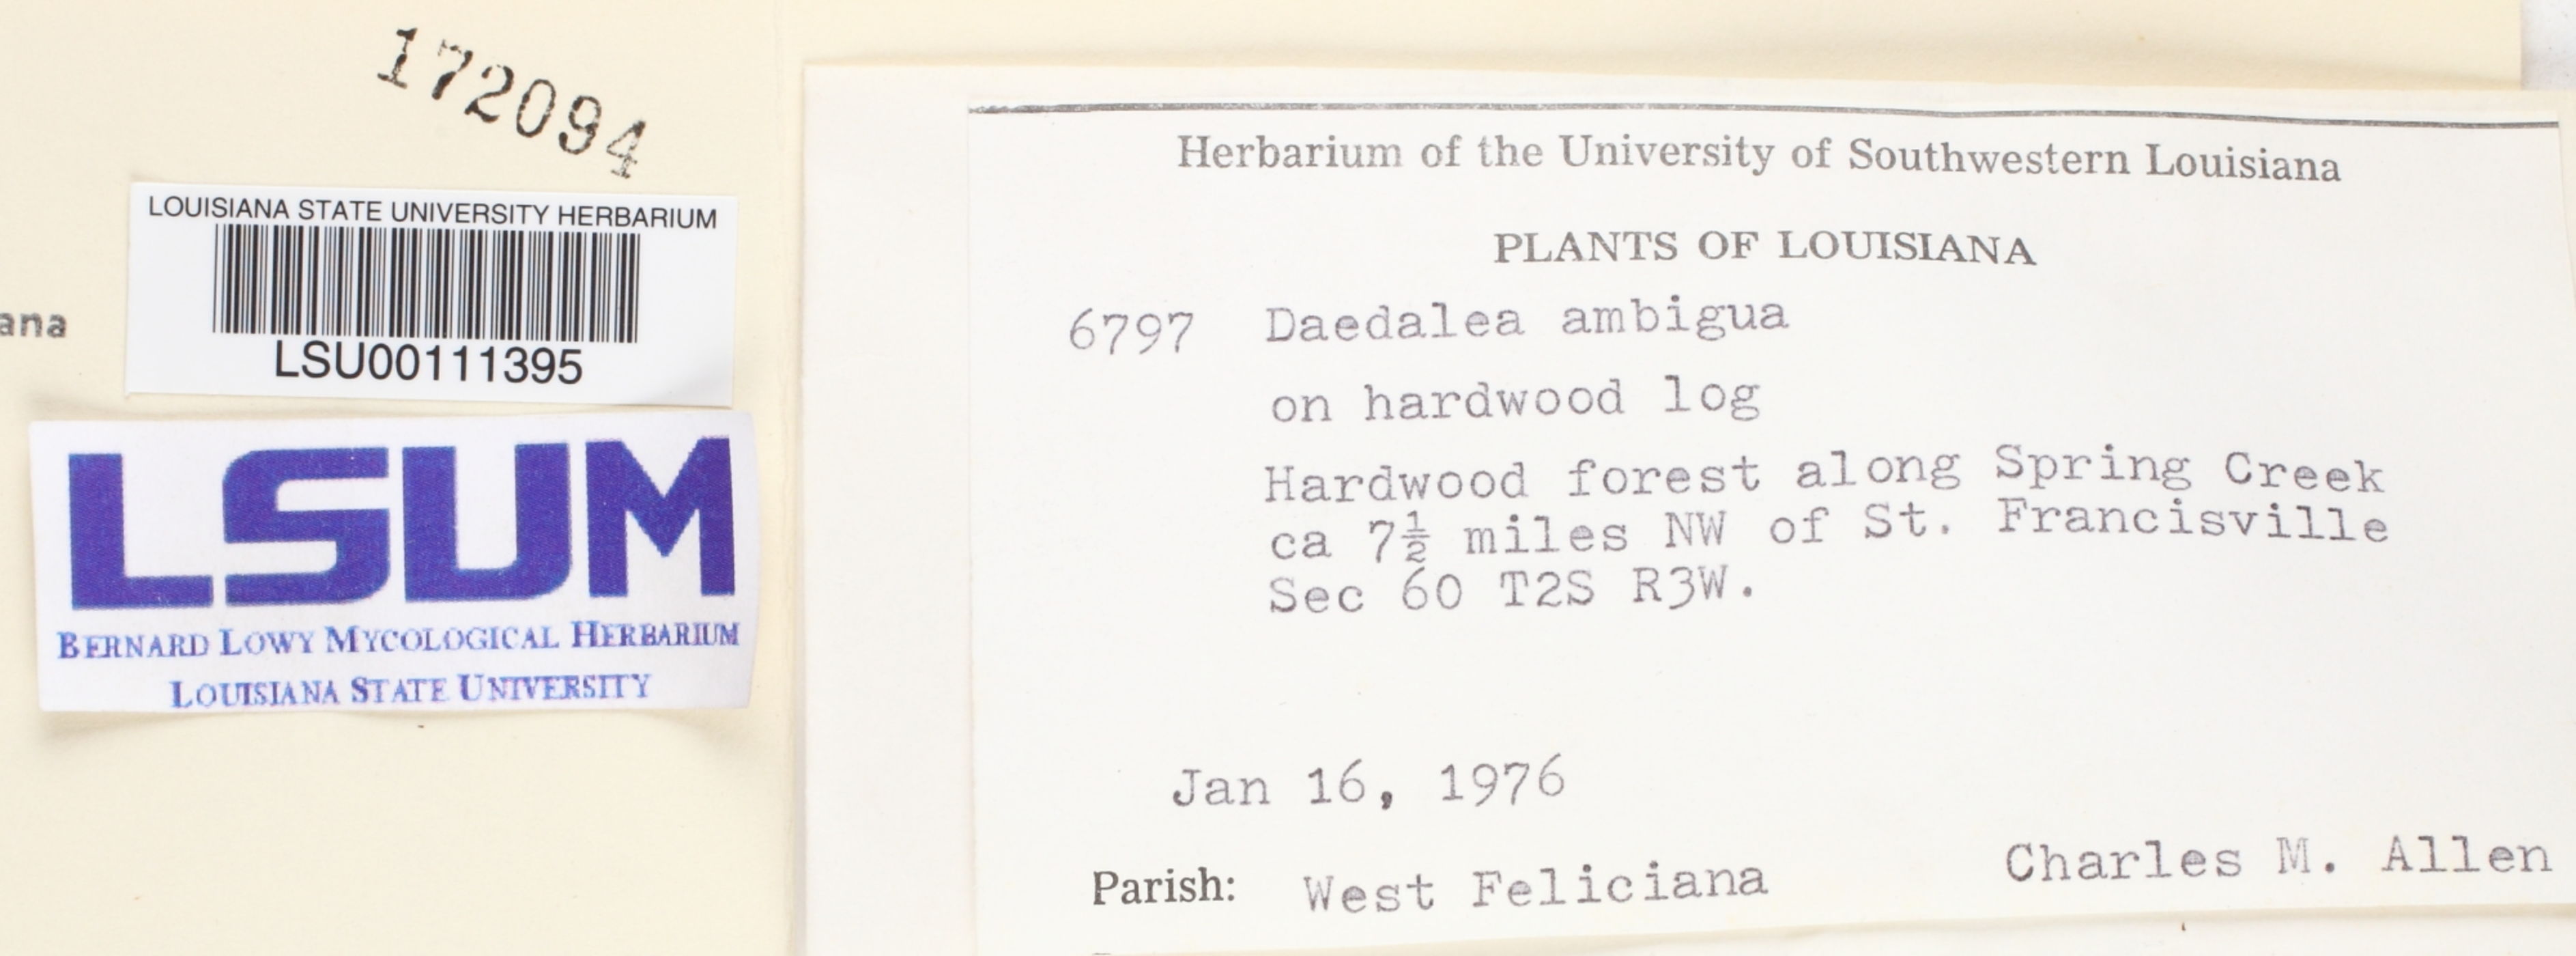 172094
LOUISIANA STATE UNIVERSITY HERBARIUM
LSU00111395
ana
LSUM
BERNARD LOWY MYCOLOGICAL HERBARIUM
LOUISIANA STATE UNIVERSITY
Herbarium of the University of Southwestern Louisiana
PLANTS OF LOUISIANA
6797 Daedalea ambigua
on hardwood log
Hardwood forest along Spring Creek
ca 7½ miles NW of St. Francisville
Sec 60 T2S R3W.
Jan 16, 1976
Charles M. Allen
Parish: West Feliciana